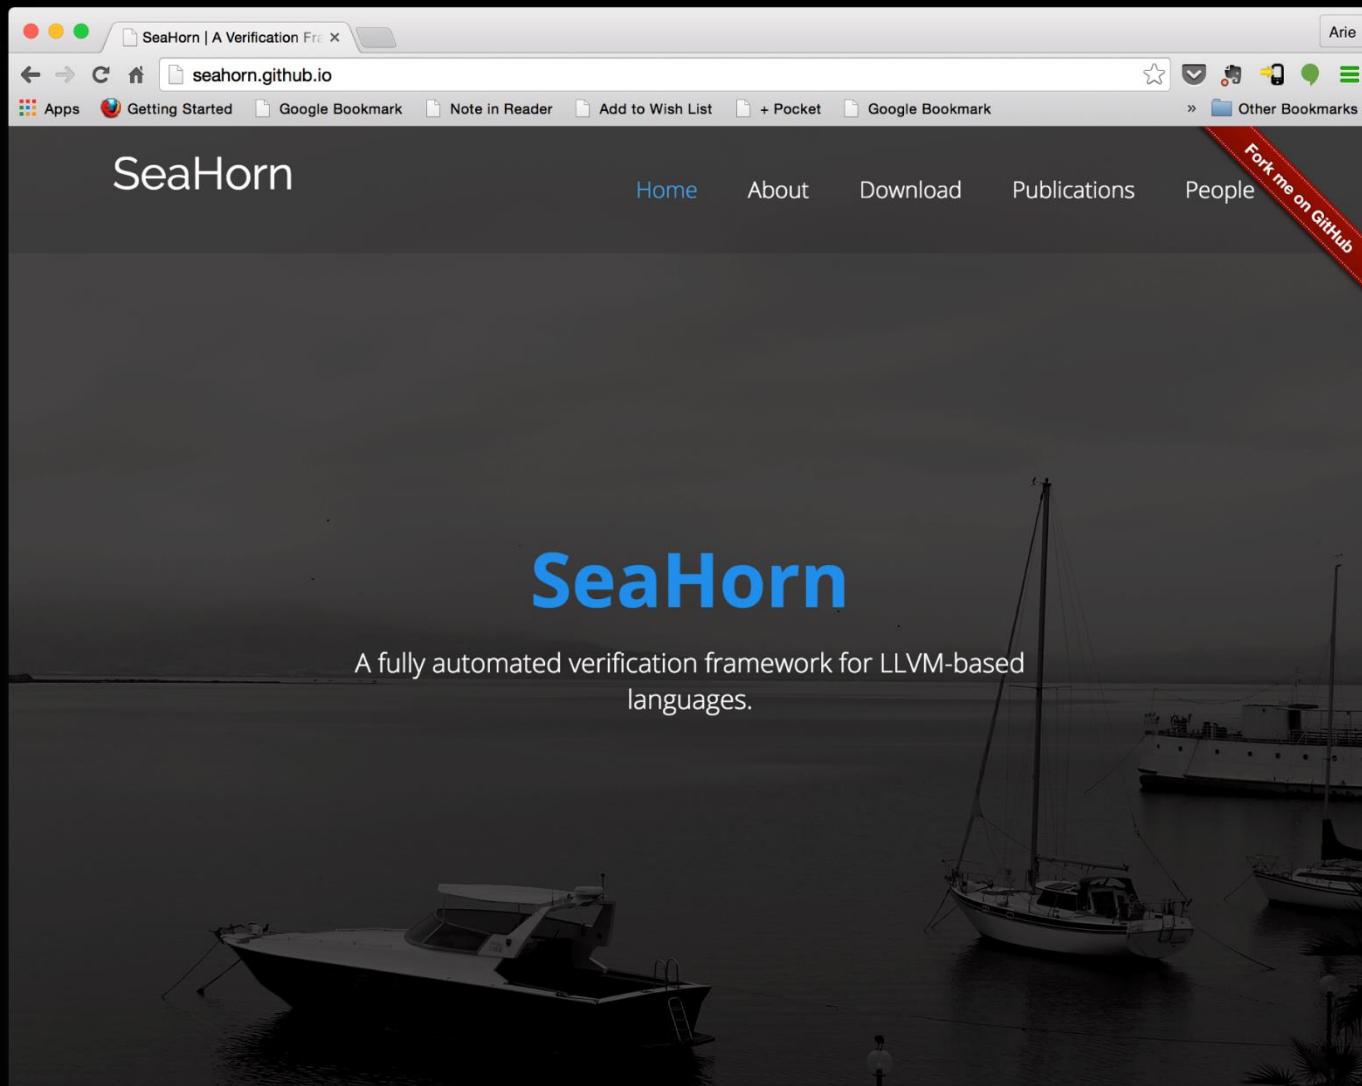 SeaHorn | A Verification Fra
Arie
seahorn.github.io
Apps Getting Started Google Bookmark Note in Reader Add to Wish List + Pocket Google Bookmark » Other Bookmarks
SeaHorn
Home About Download Publications People
Fork me on GitHub
SeaHorn
A fully automated verification framework for LLVM-based
languages.